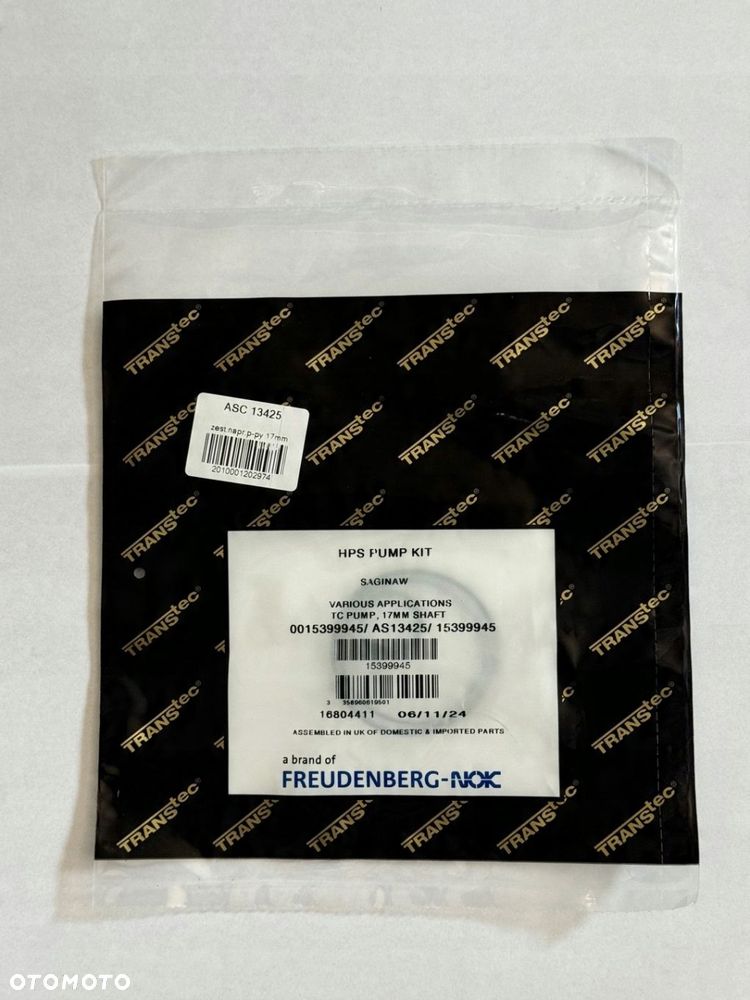 TRANStec®
ASC 13425
zest.napr.p-py 17mm
2010001202974
HPS PUMP KIT
SAGINAW
VARIOUS APPLICATIONS
TC PUMP, 17MM SHAFT
0015399945/ AS13425/ 15399945
15399945
3 358960619501
16804411 06/11/24
ASSEMBLED IN UK OF DOMESTIC & IMPORTED PARTS
a brand of
FREUDENBERG-NOK
OTOMOTO